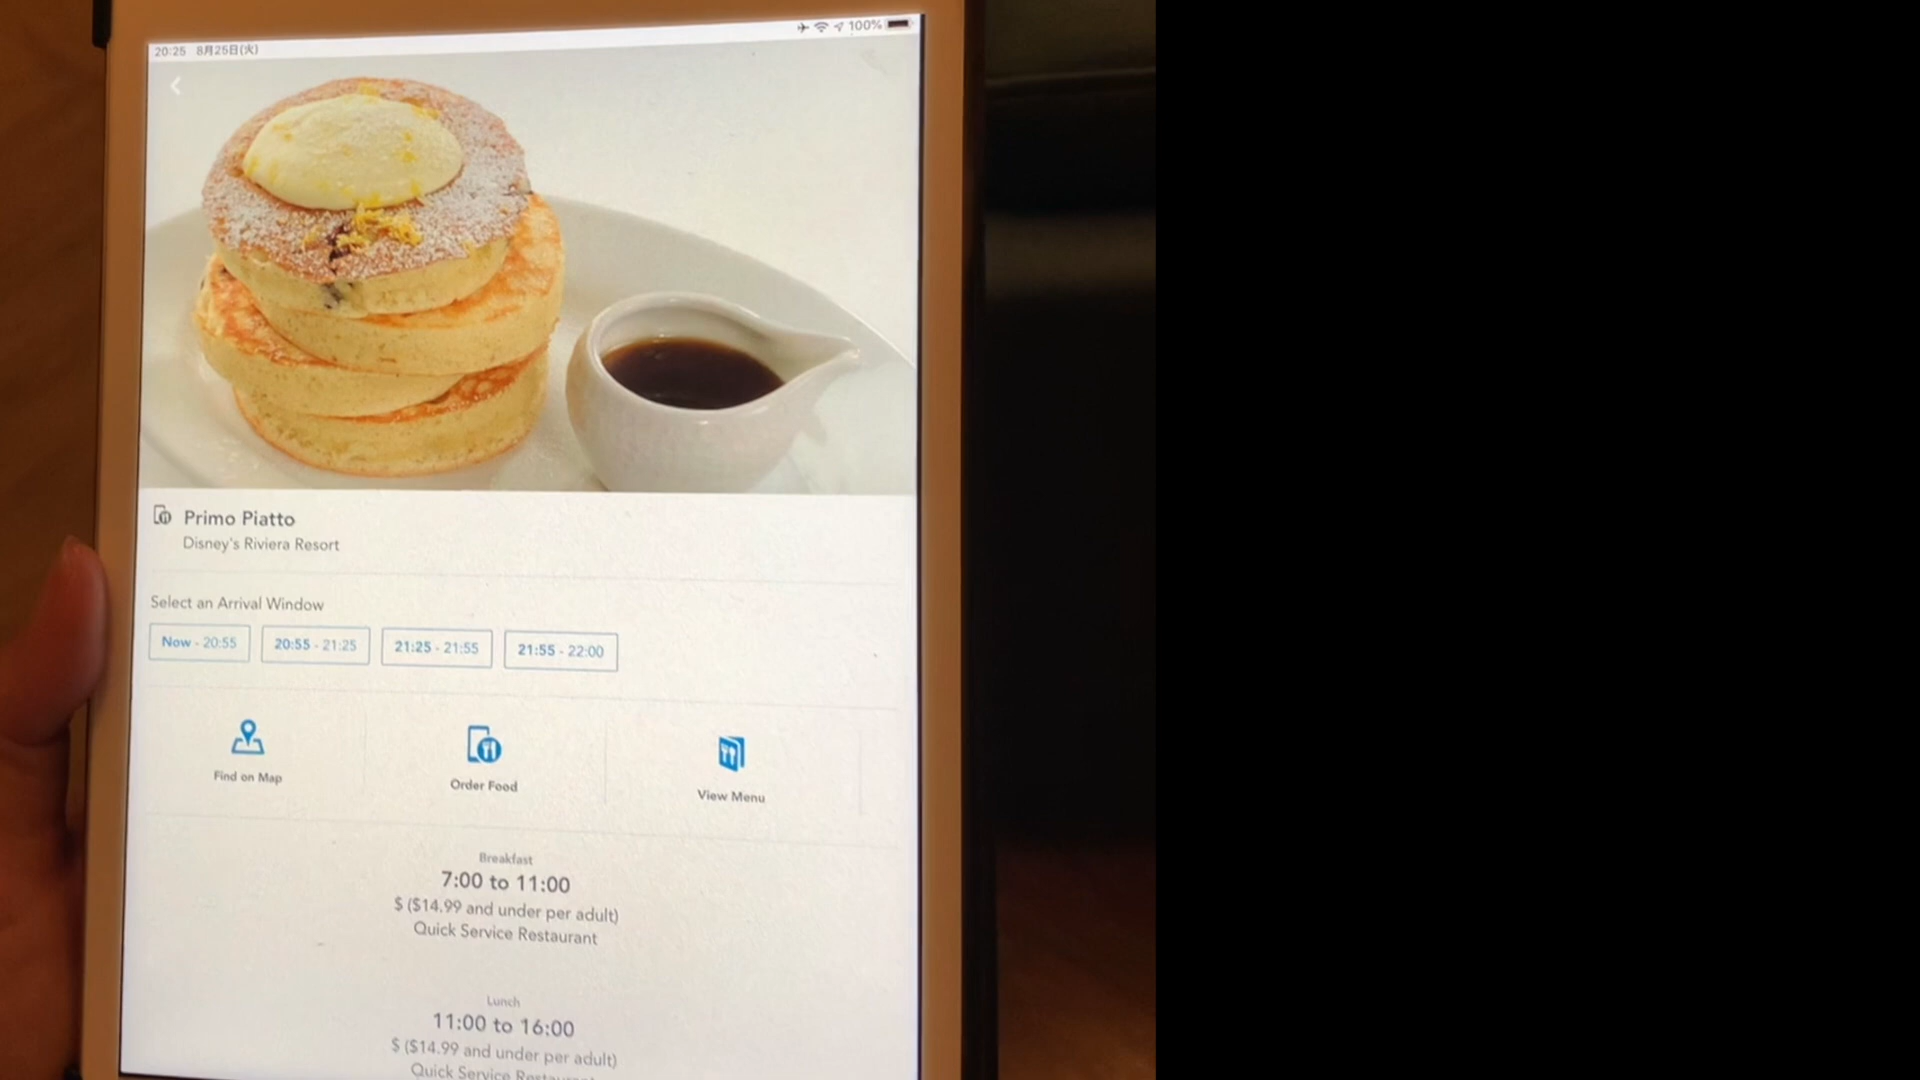 20:25 8月25日(火)
100%
Primo Piatto
Disney's Riviera Resort
Select an Arrival Window
Now - 20:55
20:55 - 21:25
21:25 - 21:55
21:55 - 22:00
Find on Map
Order Food
View Menu
Breakfast
7:00 to 11:00
$ ($14.99 and under per adult)
Quick Service Restaurant
Lunch
11:00 to 16:00
$ ($14.99 and under per adult)
Quick Service